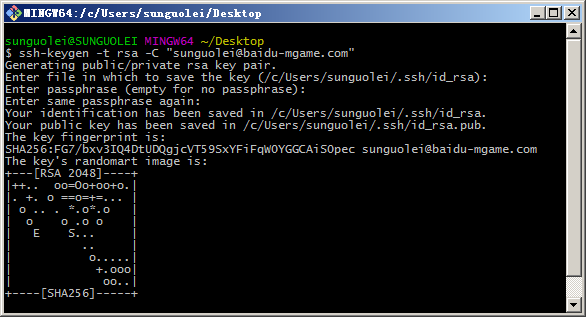 MINGW64:/c/Users/sunguolei/Desktop
sunguolei@SUNGUOLEI MINGW64 ~/Desktop
$ ssh-keygen -t rsa -C "sunguolei@baidu-mgame.com"
Generating public/private rsa key pair.
Enter file in which to save the key (/c/Users/sunguolei/.ssh/id_rsa):
Enter passphrase (empty for no passphrase):
Enter same passphrase again:
Your identification has been saved in /c/Users/sunguolei/.ssh/id_rsa.
Your public key has been saved in /c/Users/sunguolei/.ssh/id_rsa.pub.
The key fingerprint is:
SHA256:FG7/bxv3IQ4DtUDQgjcVT59SxYFiFqW0YGGCAiSOpec sunguolei@baidu-mgame.com
The key's randomart image is:
+---[RSA 2048]----+
|++..  oo=Oo+oo+o.|
|. +. o ==o=+=... |
| o .. . *.o*.o   |
|  o    o .o o    |
|   E    S...     |
|         ..      |
|          o.....|
|           +.ooo|
|            oo..|
+----[SHA256]-----+